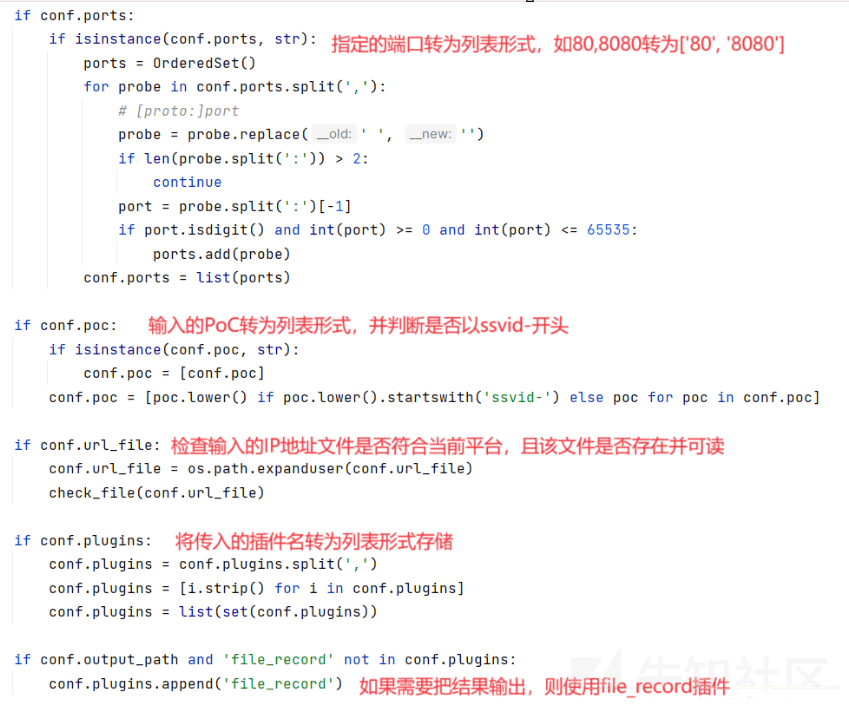 if conf.ports:
if isinstance(conf.ports, str): 指定的端口转为列表形式，如80,8080转为['80', '8080']
ports = OrderedSet()
for probe in conf.ports.split(','):
# [proto:]port
probe = probe.replace( __old: ' ', __new: '')
if len(probe.split(':')) > 2:
continue
port = probe.split(':')[-1]
if port.isdigit() and int(port) >= 0 and int(port) <= 65535:
ports.add(probe)
conf.ports = list(ports)
if conf.poc: 输入的PoC转为列表形式，并判断是否以ssvid-开头
if isinstance(conf.poc, str):
conf.poc = [conf.poc]
conf.poc = [poc.lower() if poc.lower().startswith('ssvid-') else poc for poc in conf.poc]
if conf.url_file: 检查输入的IP地址文件是否符合当前平台，且该文件是否存在并可读
conf.url_file = os.path.expanduser(conf.url_file)
check_file(conf.url_file)
if conf.plugins: 将传入的插件名转为列表形式存储
conf.plugins = conf.plugins.split(',')
conf.plugins = [i.strip() for i in conf.plugins]
conf.plugins = list(set(conf.plugins))
if conf.output_path and 'file_record' not in conf.plugins:
conf.plugins.append('file_record') 如果需要把结果输出，则使用file_record插件
先知社区